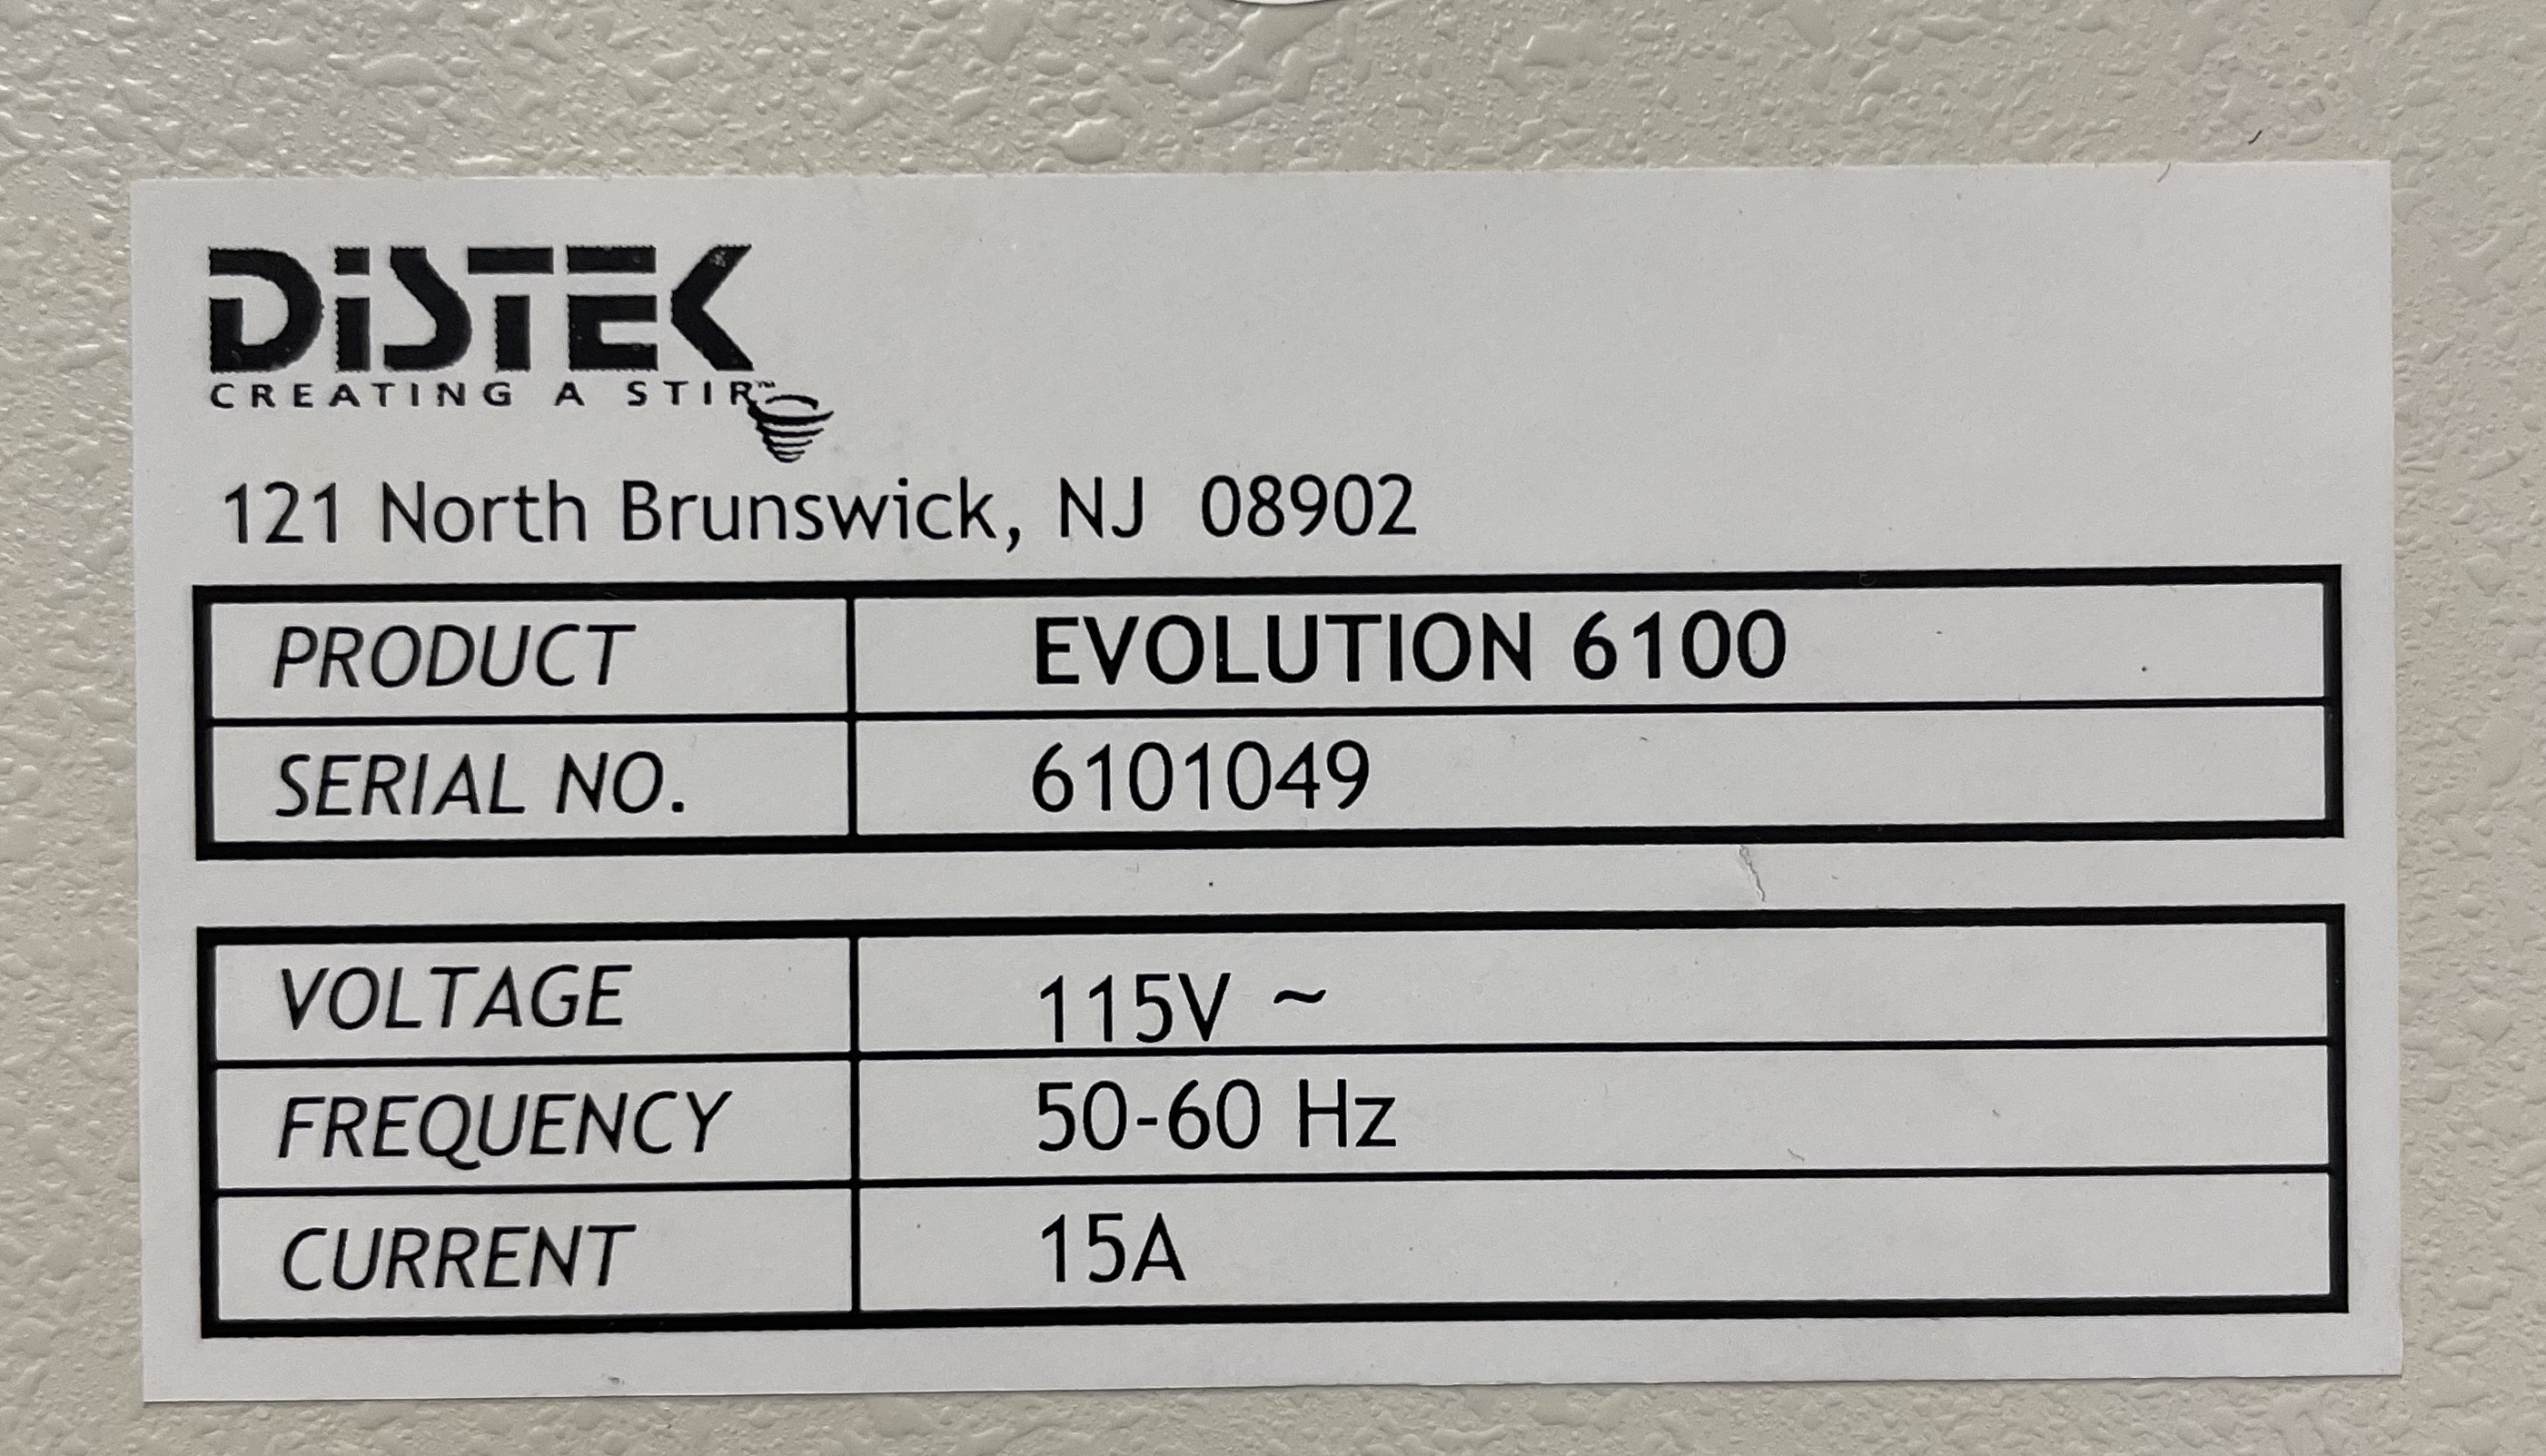 DiSTEK
CREATING A STIR™
121 North Brunswick, NJ 08902
PRODUCT EVOLUTION 6100
SERIAL NO. 6101049
VOLTAGE 115V ~
FREQUENCY 50-60 Hz
CURRENT 15A